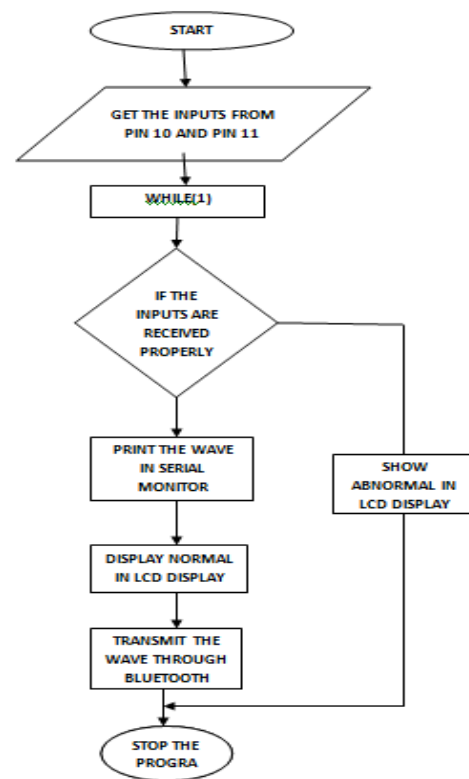 START
GET THE INPUTS FROM
PIN 10 AND PIN 11
WHILE(1)
IF THE
INPUTS ARE
RECEIVED
PROPERLY
PRINT THE WAVE
IN SERIAL
MONITOR
SHOW
ABNORMAL IN
LCD DISPLAY
DISPLAY NORMAL
IN LCD DISPLAY
TRANSMIT THE
WAVE THROUGH
BLUETOOTH
STOP THE
PROGRA